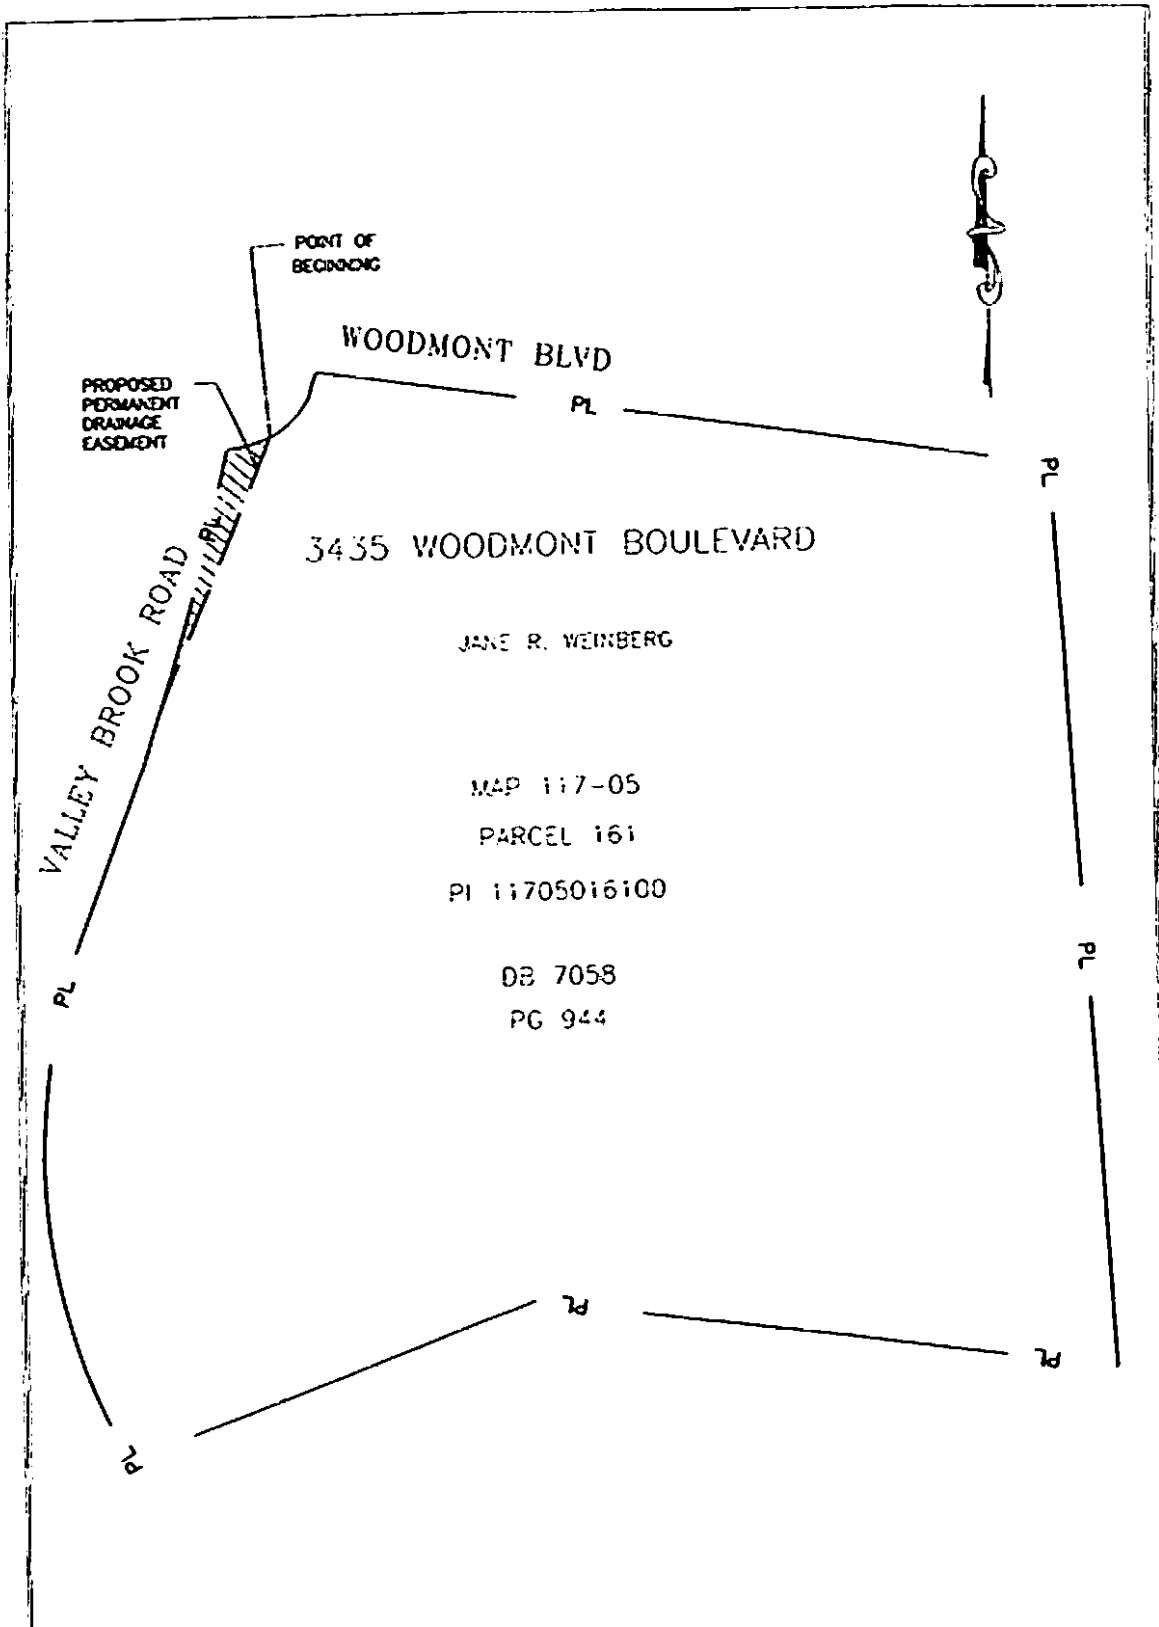 POINT OF
BEGINNING
WOODMONT BLVD
PROPOSED
PERMANENT
DRAINAGE
EASEMENT
PL
PL
3435 WOODMONT BOULEVARD
VALLEY BROOK ROAD
PL
JANE R. WEINBERG
MAP 117-05
PARCEL 161
PI 11705016100
PL
DB 7058
PL
PG 944
PL
PL
PL